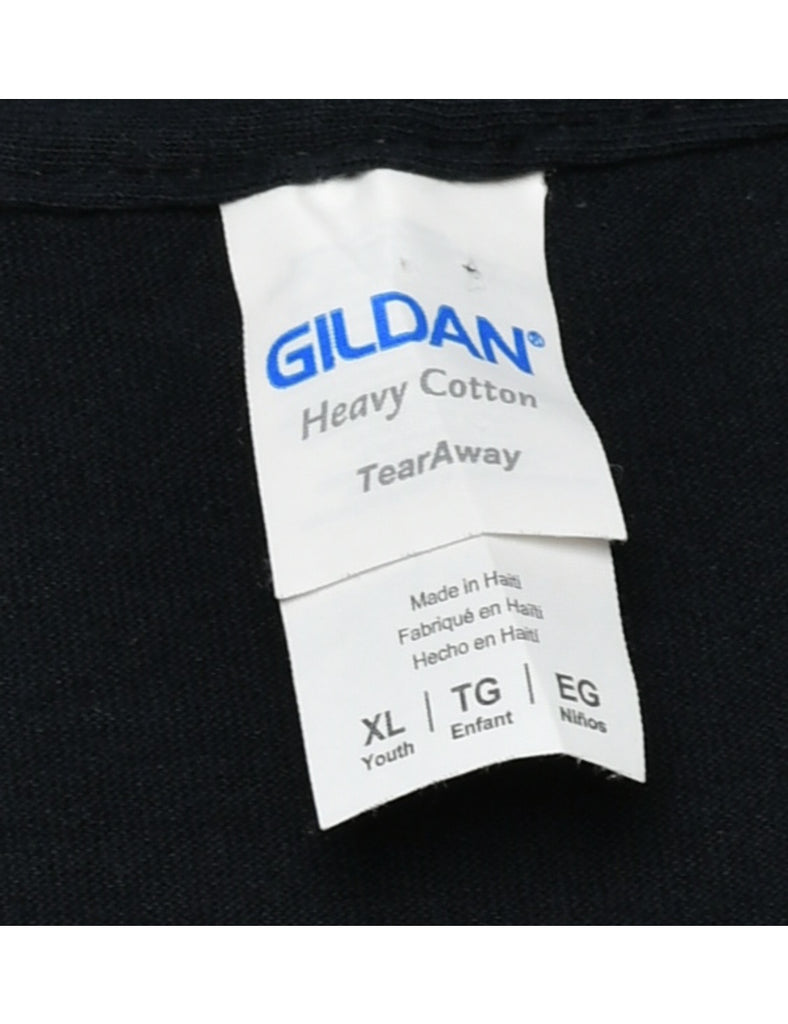 GILDAN®
Heavy Cotton
TearAway
Made in Haiti
Fabriqué en Haïti
Hecho en Haití
XL | TG | EG
Youth Enfant Niños